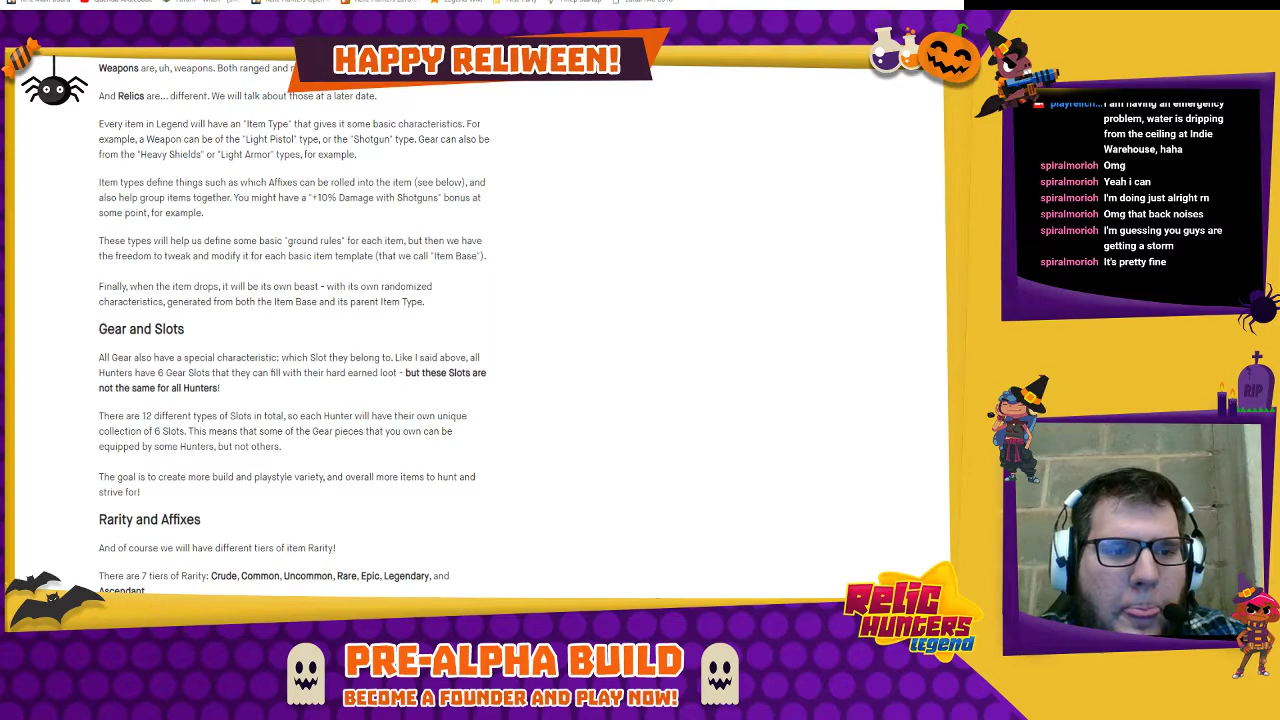 HAPPY RELIWEEN!
Weapons are, uh, weapons. Both ranged and
And Relics are... different. We will talk about those at a later date.
Every item in Legend will have an "Item Type" that gives it some basic characteristics. For
example, a Weapon can be of the "Light Pistol" type, or the "Shotgun" type. Gear can also be
from the "Heavy Shields" or "Light Armor" types, for example.
Item types define things such as which Affixes can be rolled into the item (see below), and
also help group items together. You might have a "+10% Damage with Shotguns" bonus at
some point, for example.
These types will help us define some basic "ground rules" for each item, but then we have
the freedom to tweak and modify it for each basic item template (that we call "Item Base").
Finally, when the item drops, it will be its own beast - with its own randomized
characteristics, generated from both the Item Base and its parent Item Type.
Gear and Slots
All Gear also have a special characteristic: which Slot they belong to. Like I said above, all
Hunters have 6 Gear Slots that they can fill with their hard earned loot - but these Slots are
not the same for all Hunters!
There are 12 different types of Slots in total, so each Hunter will have their own unique
collection of 6 Slots. This means that some of the Gear pieces that you own can be
equipped by some Hunters, but not others.
The goal is to create more build and playstyle variety, and overall more items to hunt and
strive for!
Rarity and Affixes
And of course we will have different tiers of item Rarity!
There are 7 tiers of Rarity: Crude, Common, Uncommon, Rare, Epic, Legendary, and
Ascendant
playrelich... I am having an emergency
problem, water is dripping
from the ceiling at Indie
Warehouse, haha
spiralmorioh Omg
spiralmorioh Yeah i can
spiralmorioh I'm doing just alright rn
spiralmorioh Omg that back noises
spiralmorioh I'm guessing you guys are
getting a storm
spiralmorioh It's pretty fine
RIP
RELIC
HUNTERS
LEGEND
PRE-ALPHA BUILD
BECOME A FOUNDER AND PLAY NOW!